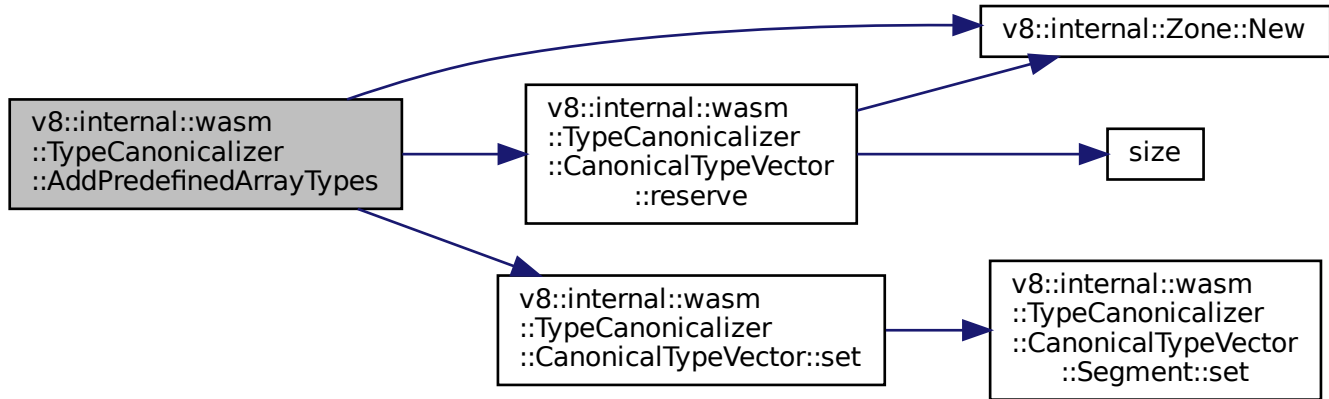 v8::internal::wasm
::TypeCanonicalizer
::AddPredefinedArrayTypes
v8::internal::Zone::New
v8::internal::wasm
::TypeCanonicalizer
::CanonicalTypeVector
::reserve
size
v8::internal::wasm
::TypeCanonicalizer
::CanonicalTypeVector::set
v8::internal::wasm
::TypeCanonicalizer
::CanonicalTypeVector
::Segment::set